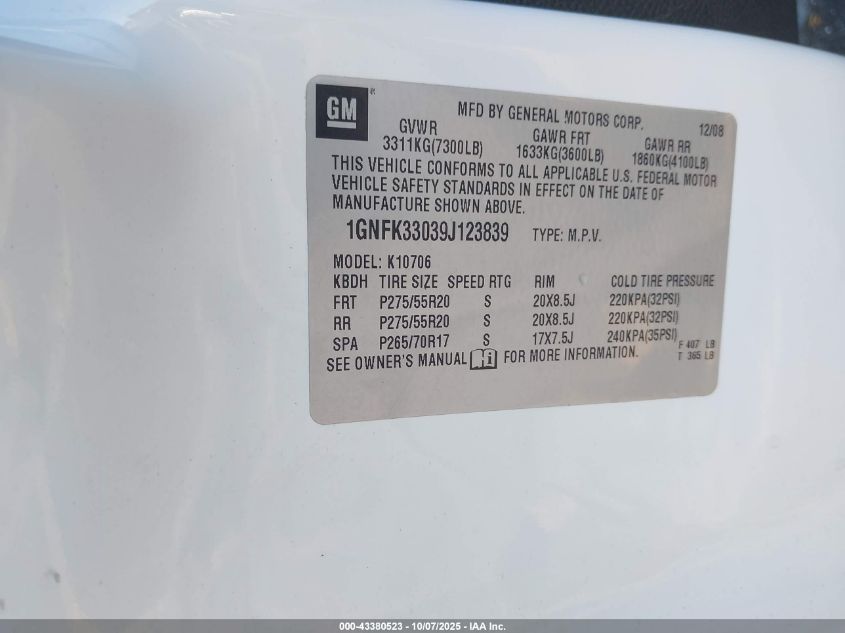 GM
MFD BY GENERAL MOTORS CORP. 12/08
GVWR GAWR FRT GAWR RR
3311KG(7300LB) 1633KG(3600LB) 1860KG(4100LB)
THIS VEHICLE CONFORMS TO ALL APPLICABLE U.S. FEDERAL MOTOR
VEHICLE SAFETY STANDARDS IN EFFECT ON THE DATE OF
MANUFACTURE SHOWN ABOVE.
1GNFK33039J123839 TYPE: M.P.V.
MODEL: K10706
KBDH TIRE SIZE SPEED RTG RIM COLD TIRE PRESSURE
FRT P275/55R20 S 20X8.5J 220KPA(32PSI)
RR P275/55R20 S 20X8.5J 220KPA(32PSI)
SPA P265/70R17 S 17X7.5J 240KPA(35PSI) F 407 LB
T 365 LB
SEE OWNER'S MANUAL FOR MORE INFORMATION.
000-43380523 - 10/07/2025 - IAA Inc.